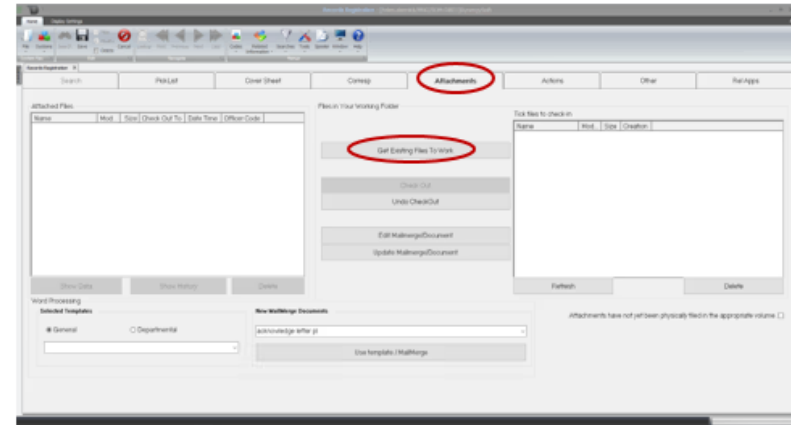 Home Display Settings
Records Registration X
Search PickList Cover Sheet Corresp Attachments Actions Other Rel Apps
Attached Files
Name Mod. Size Check Out To Date Time Officer Code
Files in Your Working Folder
Tick files to check-in
Name Mod.. Size Creation
Get Existing Files To Work
Check Out
Undo CheckOut
Edit Mailmerge/Document
Update Mailmerge/Document
Show Data Show History Delete
Refresh Delete
Word Processing
Selected Templates
New MailMerge Documents
General Departmental
acknowledge letter pl
Use template / MailMerge
Attachments have not yet been physically filed in the appropriate volume